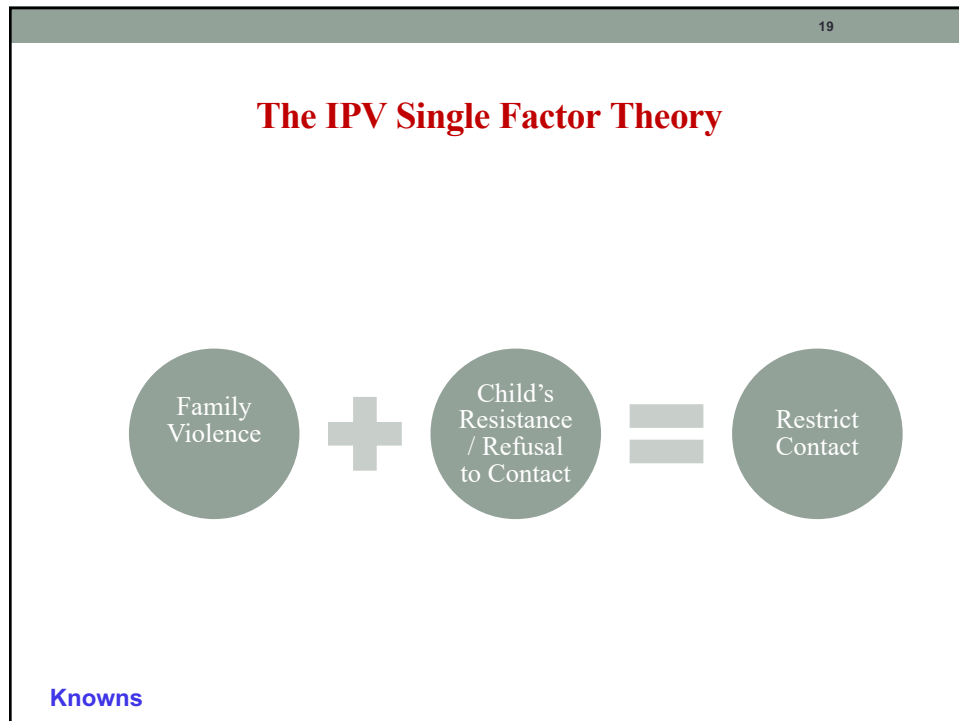 19
The IPV Single Factor Theory
Family
Violence
Child’s
Resistance
/ Refusal
to Contact
Restrict
Contact
Knowns